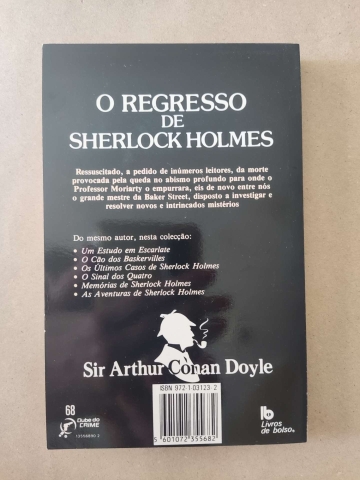 O REGRESSO
DE
SHERLOCK HOLMES
Ressuscitado, a pedido de inúmeros leitores, da morte
provocada pela queda no abismo profundo para onde o
Professor Moriarty o empurrara, eis de novo entre nós
o grande mestre da Baker Street, disposto a investigar e
resolver novos e intrincados mistérios
Do mesmo autor, nesta colecção:
• Um Estudo em Escarlate
• O Cão dos Baskervilles
• Os Últimos Casos de Sherlock Holmes
• O Sinal dos Quatro
• Memórias de Sherlock Holmes
• As Aventuras de Sherlock Holmes
Sir Arthur Conan Doyle
ISBN 972-1-03123-2
5 601072 355682
68
Clube do
CRIME
Livros
de bolso